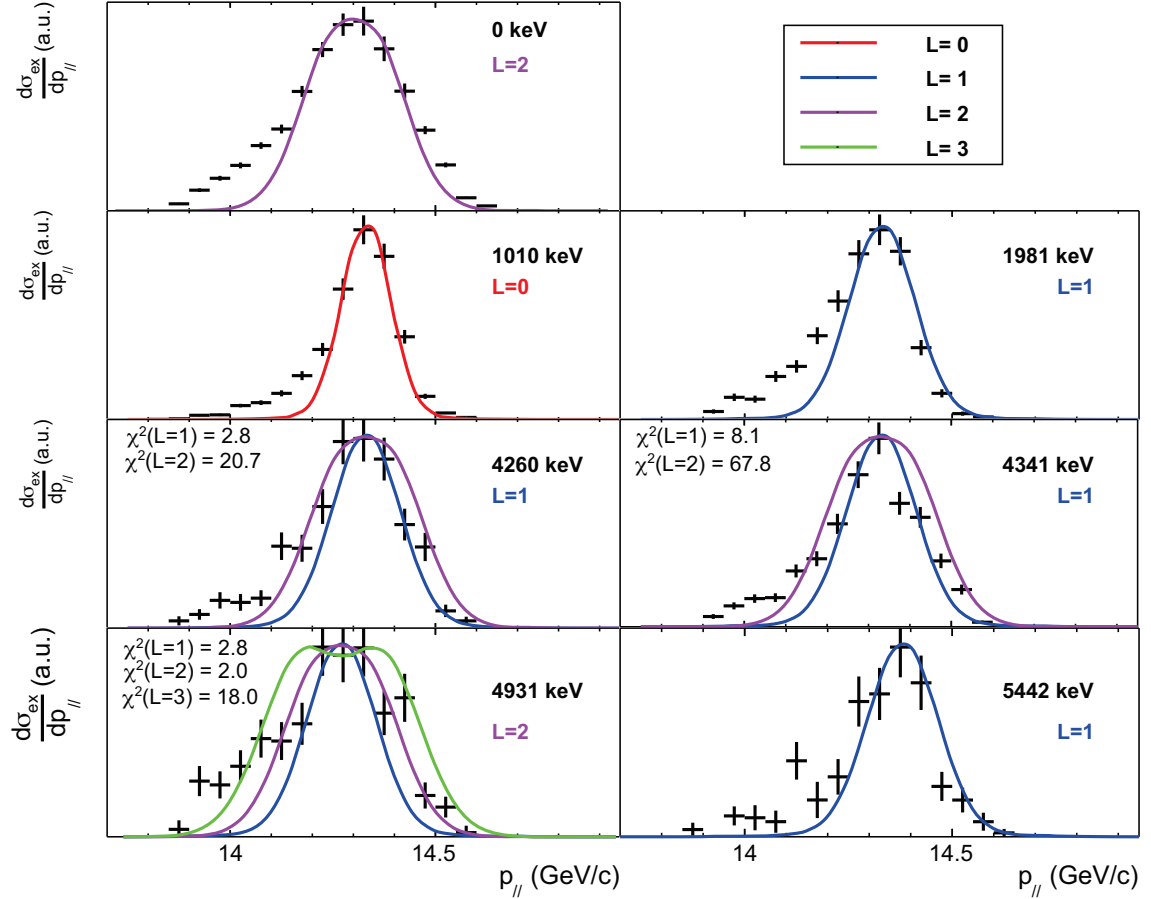 dσex/dp// (a.u.)
0 keV
L=2
L= 0
L= 1
L= 2
L= 3
dσex/dp// (a.u.)
1010 keV
L=0
1981 keV
L=1
dσex/dp// (a.u.)
χ²(L=1) = 2.8
χ²(L=2) = 20.7
4260 keV
L=1
χ²(L=1) = 8.1
χ²(L=2) = 67.8
4341 keV
L=1
dσex/dp// (a.u.)
χ²(L=1) = 2.8
χ²(L=2) = 2.0
χ²(L=3) = 18.0
4931 keV
L=2
5442 keV
L=1
14 14.5
14 14.5
p// (GeV/c)
p// (GeV/c)